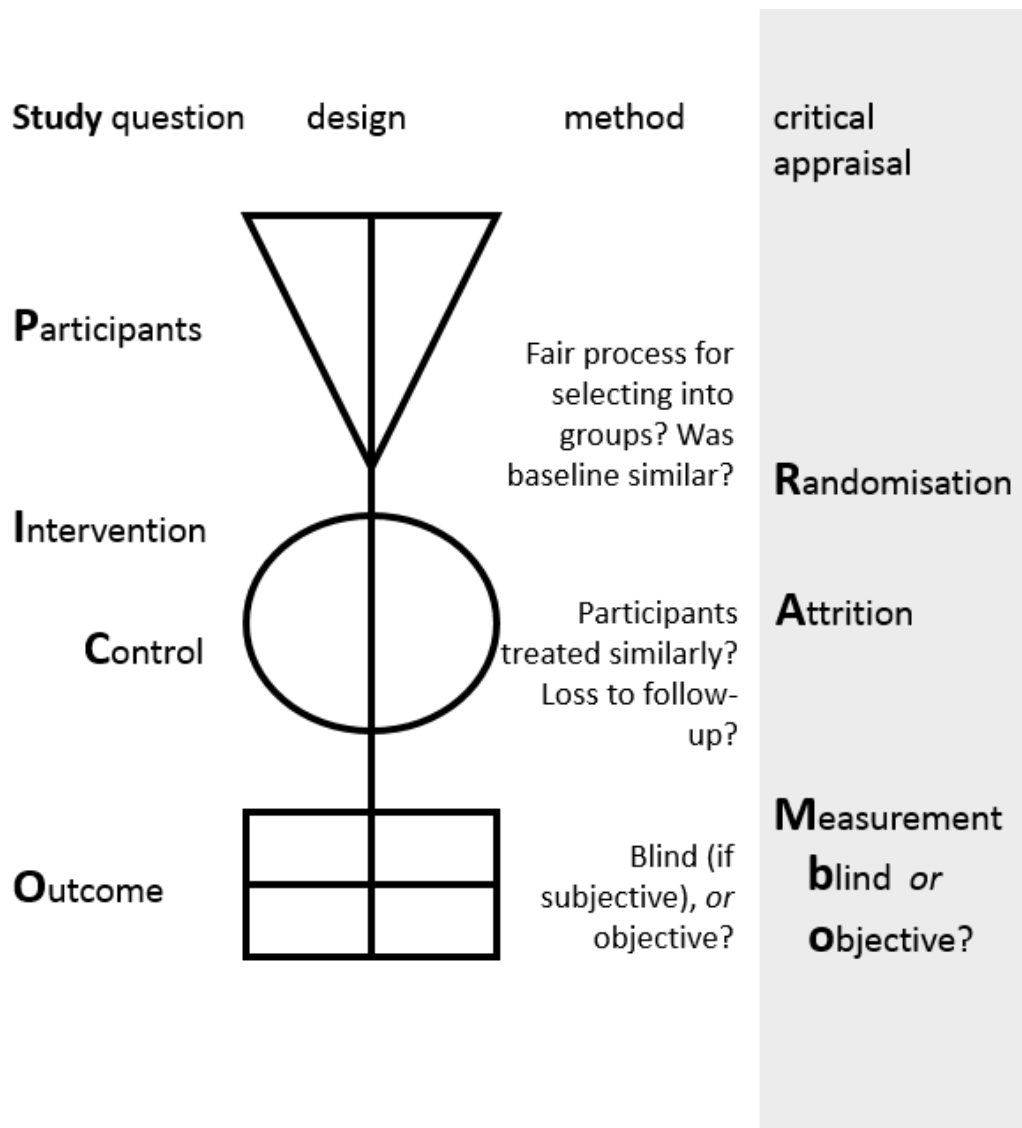 Study question design method critical
appraisal
Participants
Fair process for
selecting into
groups? Was
baseline similar?
Randomisation
Intervention
Control
Participants
treated similarly?
Loss to follow-
up?
Attrition
Outcome
Blind (if
subjective), or
objective?
Measurement
blind or
objective?